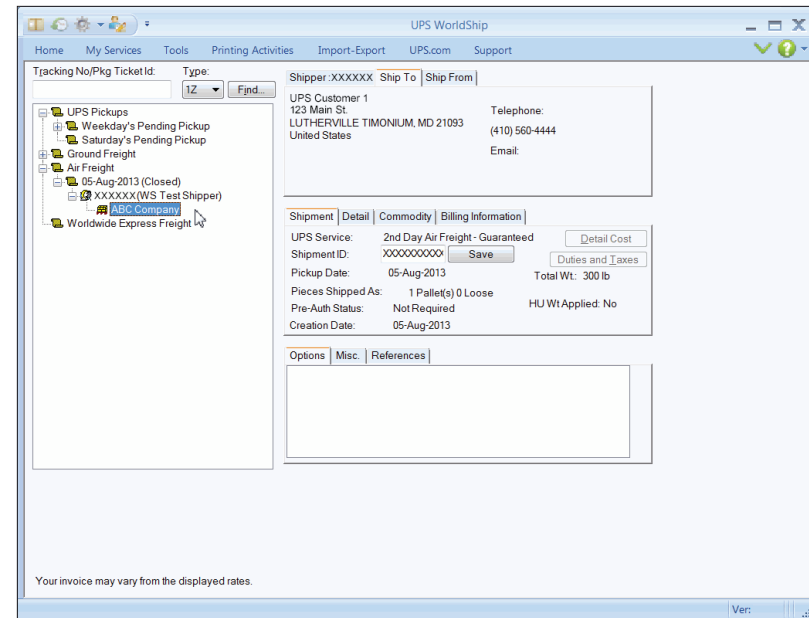 UPS WorldShip
Home My Services Tools Printing Activities Import-Export UPS.com Support
Tracking No/Pkg Ticket Id: Type:
1Z Find...
UPS Pickups
Weekday's Pending Pickup
Saturday's Pending Pickup
Ground Freight
Air Freight
05-Aug-2013 (Closed)
XXXXXX(WS Test Shipper)
ABC Company
Worldwide Express Freight
Shipper :XXXXXX Ship To Ship From
UPS Customer 1
123 Main St.
LUTHERVILLE TIMONIUM, MD 21093
United States
Telephone:
(410) 560-4444
Email:
Shipment Detail Commodity Billing Information
UPS Service: 2nd Day Air Freight - Guaranteed Detail Cost
Shipment ID: XXXXXXXXXX Save Duties and Taxes
Pickup Date: 05-Aug-2013 Total Wt.: 300 lb
Pieces Shipped As: 1 Pallet(s) 0 Loose
Pre-Auth Status: Not Required HU Wt Applied: No
Creation Date: 05-Aug-2013
Options Misc. References
Your invoice may vary from the displayed rates.
Ver: